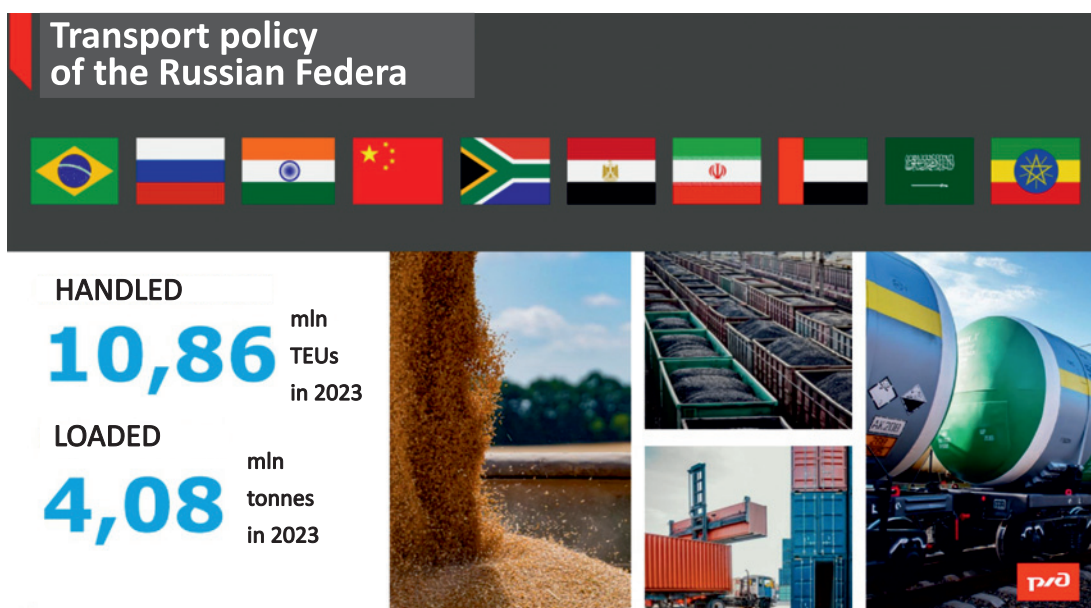 Transport policy
of the Russian Federa
HANDLED
10,86
mln
TEUs
in 2023
LOADED
4,08
mln
tonnes
in 2023
ржд